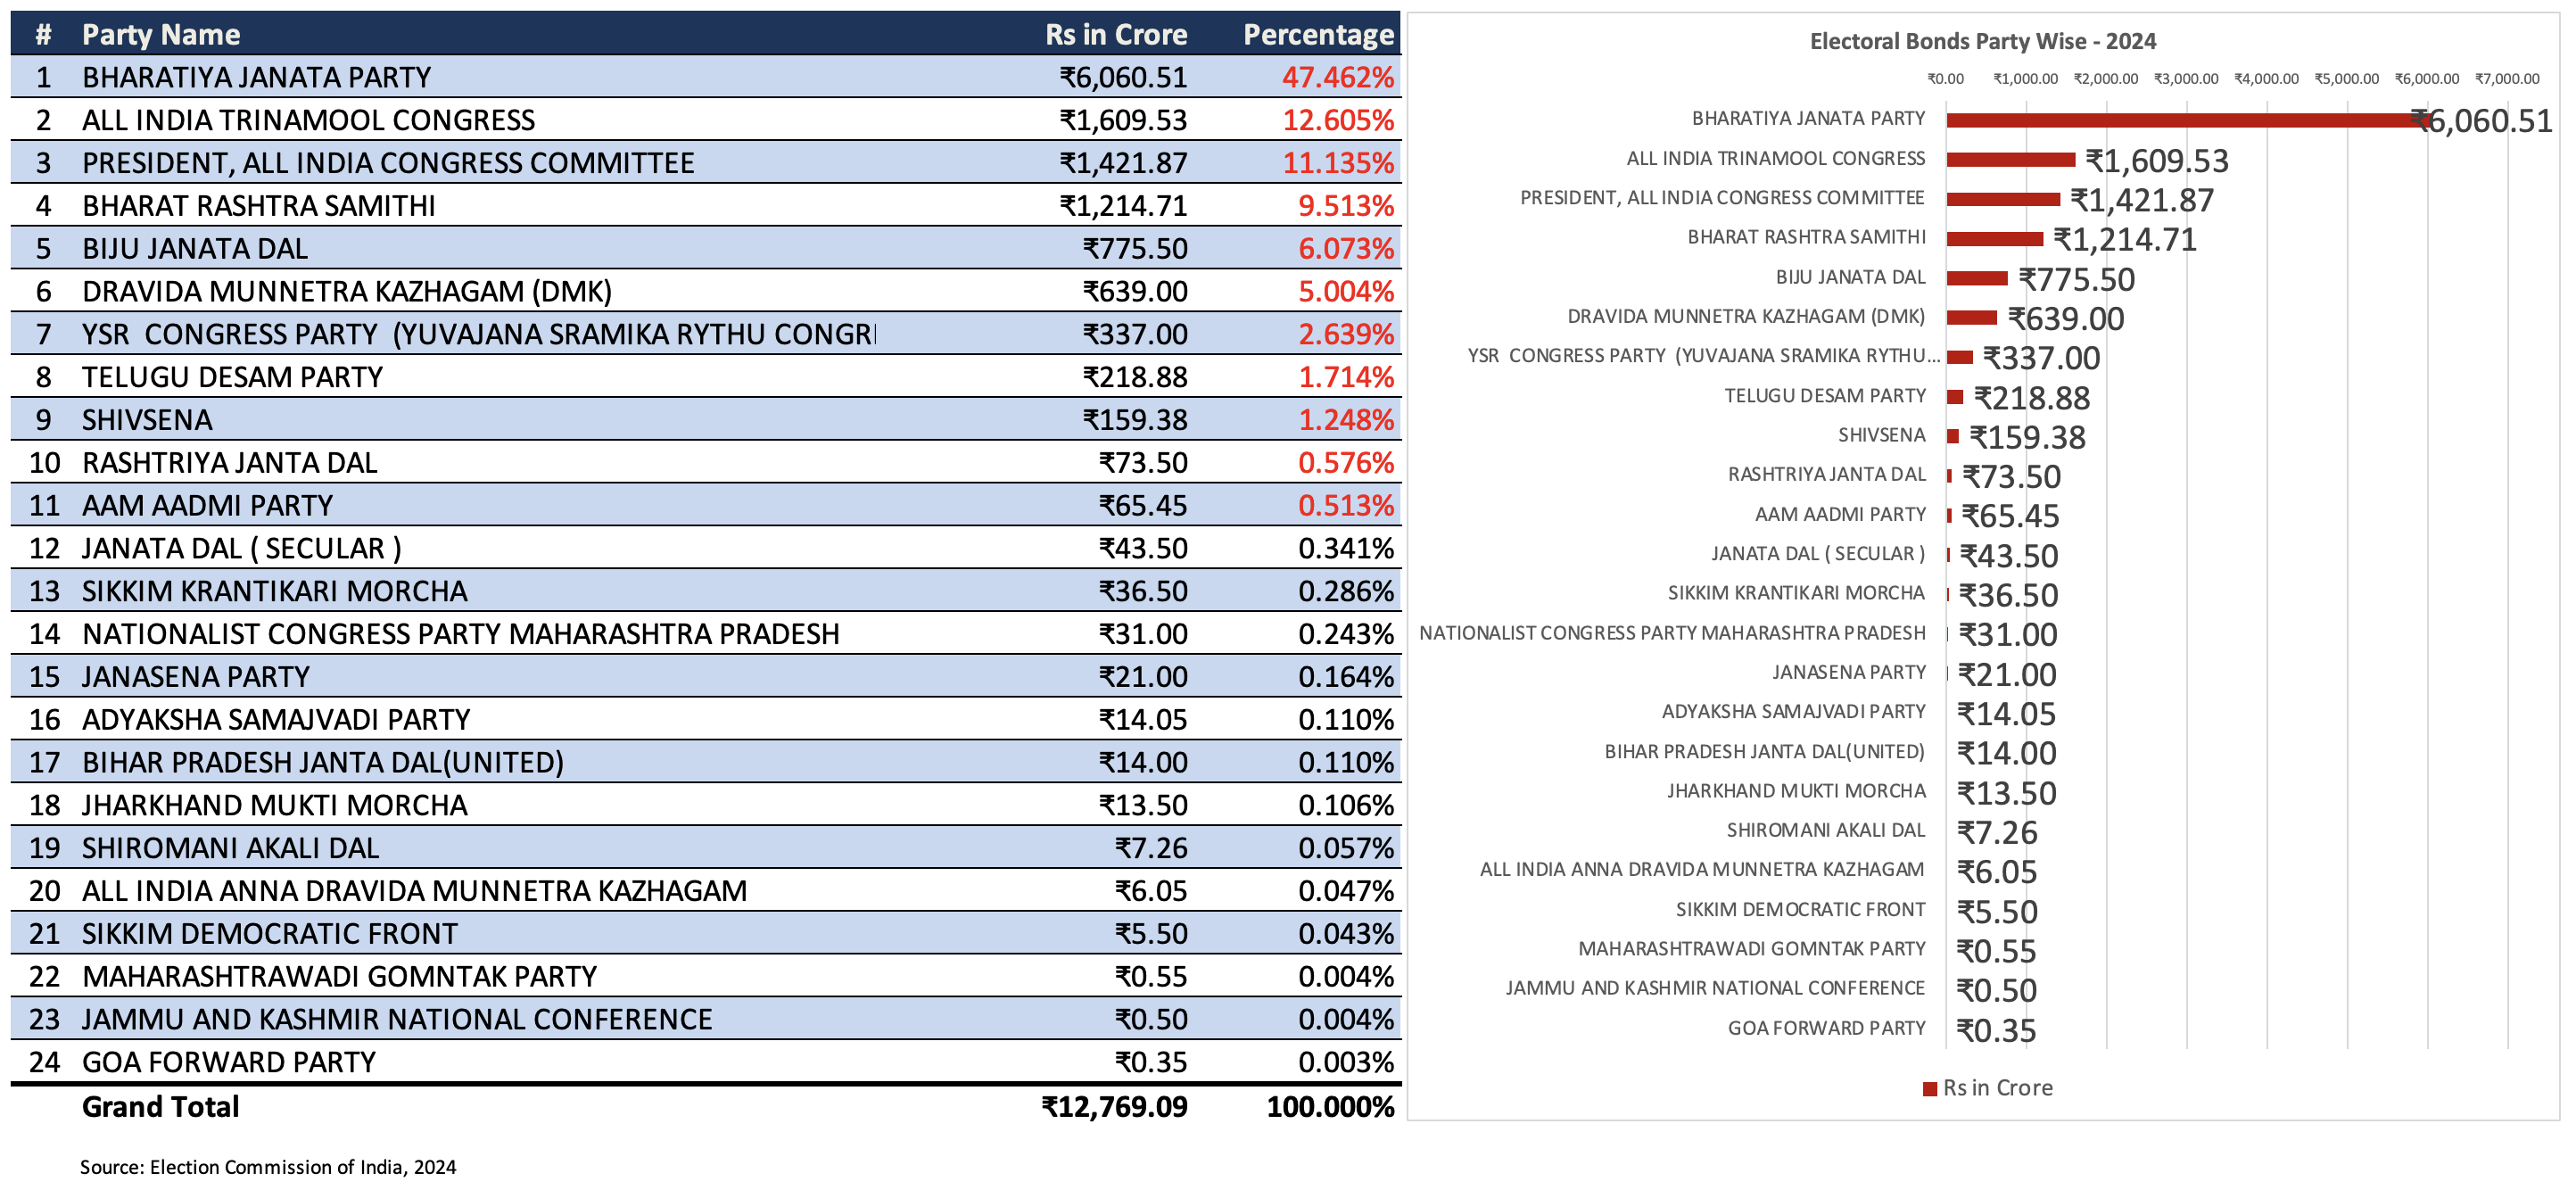 # Party Name Rs in Crore Percentage
1 BHARATIYA JANATA PARTY ₹6,060.51 47.462%
2 ALL INDIA TRINAMOOL CONGRESS ₹1,609.53 12.605%
3 PRESIDENT, ALL INDIA CONGRESS COMMITTEE ₹1,421.87 11.135%
4 BHARAT RASHTRA SAMITHI ₹1,214.71 9.513%
5 BIJU JANATA DAL ₹775.50 6.073%
6 DRAVIDA MUNNETRA KAZHAGAM (DMK) ₹639.00 5.004%
7 YSR  CONGRESS PARTY  (YUVAJANA SRAMIKA RYTHU CONGRI ₹337.00 2.639%
8 TELUGU DESAM PARTY ₹218.88 1.714%
9 SHIVSENA ₹159.38 1.248%
10 RASHTRIYA JANTA DAL ₹73.50 0.576%
11 AAM AADMI PARTY ₹65.45 0.513%
12 JANATA DAL ( SECULAR ) ₹43.50 0.341%
13 SIKKIM KRANTIKARI MORCHA ₹36.50 0.286%
14 NATIONALIST CONGRESS PARTY MAHARASHTRA PRADESH ₹31.00 0.243%
15 JANASENA PARTY ₹21.00 0.164%
16 ADYAKSHA SAMAJVADI PARTY ₹14.05 0.110%
17 BIHAR PRADESH JANTA DAL(UNITED) ₹14.00 0.110%
18 JHARKHAND MUKTI MORCHA ₹13.50 0.106%
19 SHIROMANI AKALI DAL ₹7.26 0.057%
20 ALL INDIA ANNA DRAVIDA MUNNETRA KAZHAGAM ₹6.05 0.047%
21 SIKKIM DEMOCRATIC FRONT ₹5.50 0.043%
22 MAHARASHTRAWADI GOMNTAK PARTY ₹0.55 0.004%
23 JAMMU AND KASHMIR NATIONAL CONFERENCE ₹0.50 0.004%
24 GOA FORWARD PARTY ₹0.35 0.003%
Grand Total ₹12,769.09 100.000%
Source: Election Commission of India, 2024
Electoral Bonds Party Wise - 2024
₹0.00 ₹1,000.00 ₹2,000.00 ₹3,000.00 ₹4,000.00 ₹5,000.00 ₹6,000.00 ₹7,000.00
BHARATIYA JANATA PARTY ₹6,060.51
ALL INDIA TRINAMOOL CONGRESS ₹1,609.53
PRESIDENT, ALL INDIA CONGRESS COMMITTEE ₹1,421.87
BHARAT RASHTRA SAMITHI ₹1,214.71
BIJU JANATA DAL ₹775.50
DRAVIDA MUNNETRA KAZHAGAM (DMK) ₹639.00
YSR  CONGRESS PARTY  (YUVAJANA SRAMIKA RYTHU... ₹337.00
TELUGU DESAM PARTY ₹218.88
SHIVSENA ₹159.38
RASHTRIYA JANTA DAL ₹73.50
AAM AADMI PARTY ₹65.45
JANATA DAL ( SECULAR ) ₹43.50
SIKKIM KRANTIKARI MORCHA ₹36.50
NATIONALIST CONGRESS PARTY MAHARASHTRA PRADESH ₹31.00
JANASENA PARTY ₹21.00
ADYAKSHA SAMAJVADI PARTY ₹14.05
BIHAR PRADESH JANTA DAL(UNITED) ₹14.00
JHARKHAND MUKTI MORCHA ₹13.50
SHIROMANI AKALI DAL ₹7.26
ALL INDIA ANNA DRAVIDA MUNNETRA KAZHAGAM ₹6.05
SIKKIM DEMOCRATIC FRONT ₹5.50
MAHARASHTRAWADI GOMNTAK PARTY ₹0.55
JAMMU AND KASHMIR NATIONAL CONFERENCE ₹0.50
GOA FORWARD PARTY ₹0.35
Rs in Crore